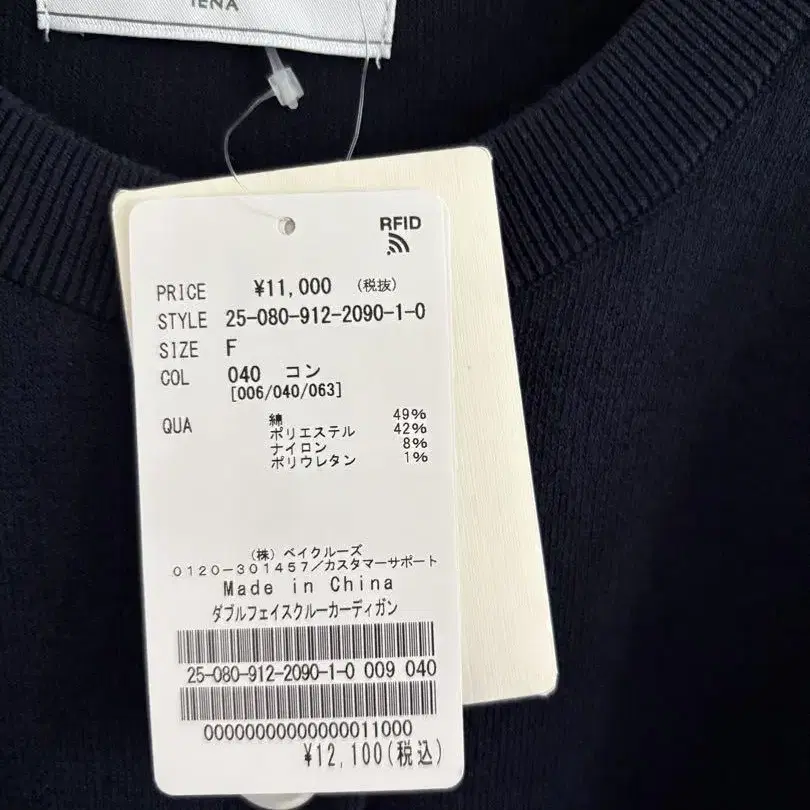 IENA
RFID
PRICE ¥11,000 (税抜)
STYLE 25-080-912-2090-1-0
SIZE F
COL 040 コン
[006/040/063]
QUA 綿 49%
ポリエステル 42%
ナイロン 8%
ポリウレタン 1%
(株) ベイクルーズ
0120-301457/カスタマーサポート
Made in China
ダブルフェイスクルーカーディガン
25-080-912-2090-1-0 009 040
00000000000000011000
¥12,100(税込)